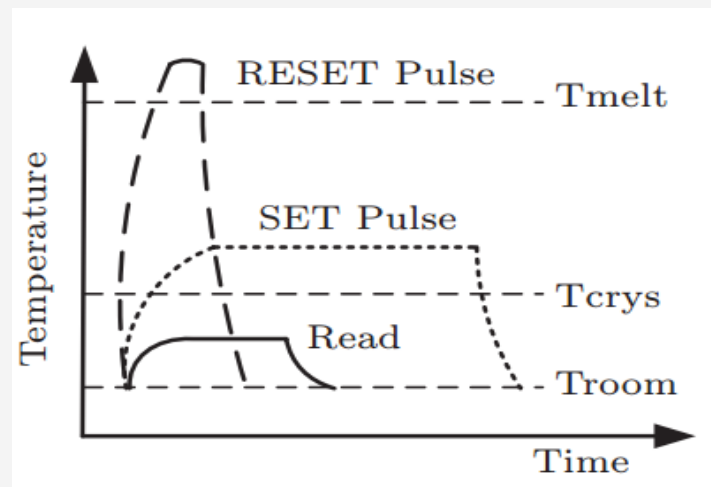 RESET Pulse
Tmelt
SET Pulse
Tcrys
Read
Troom
Temperature
Time